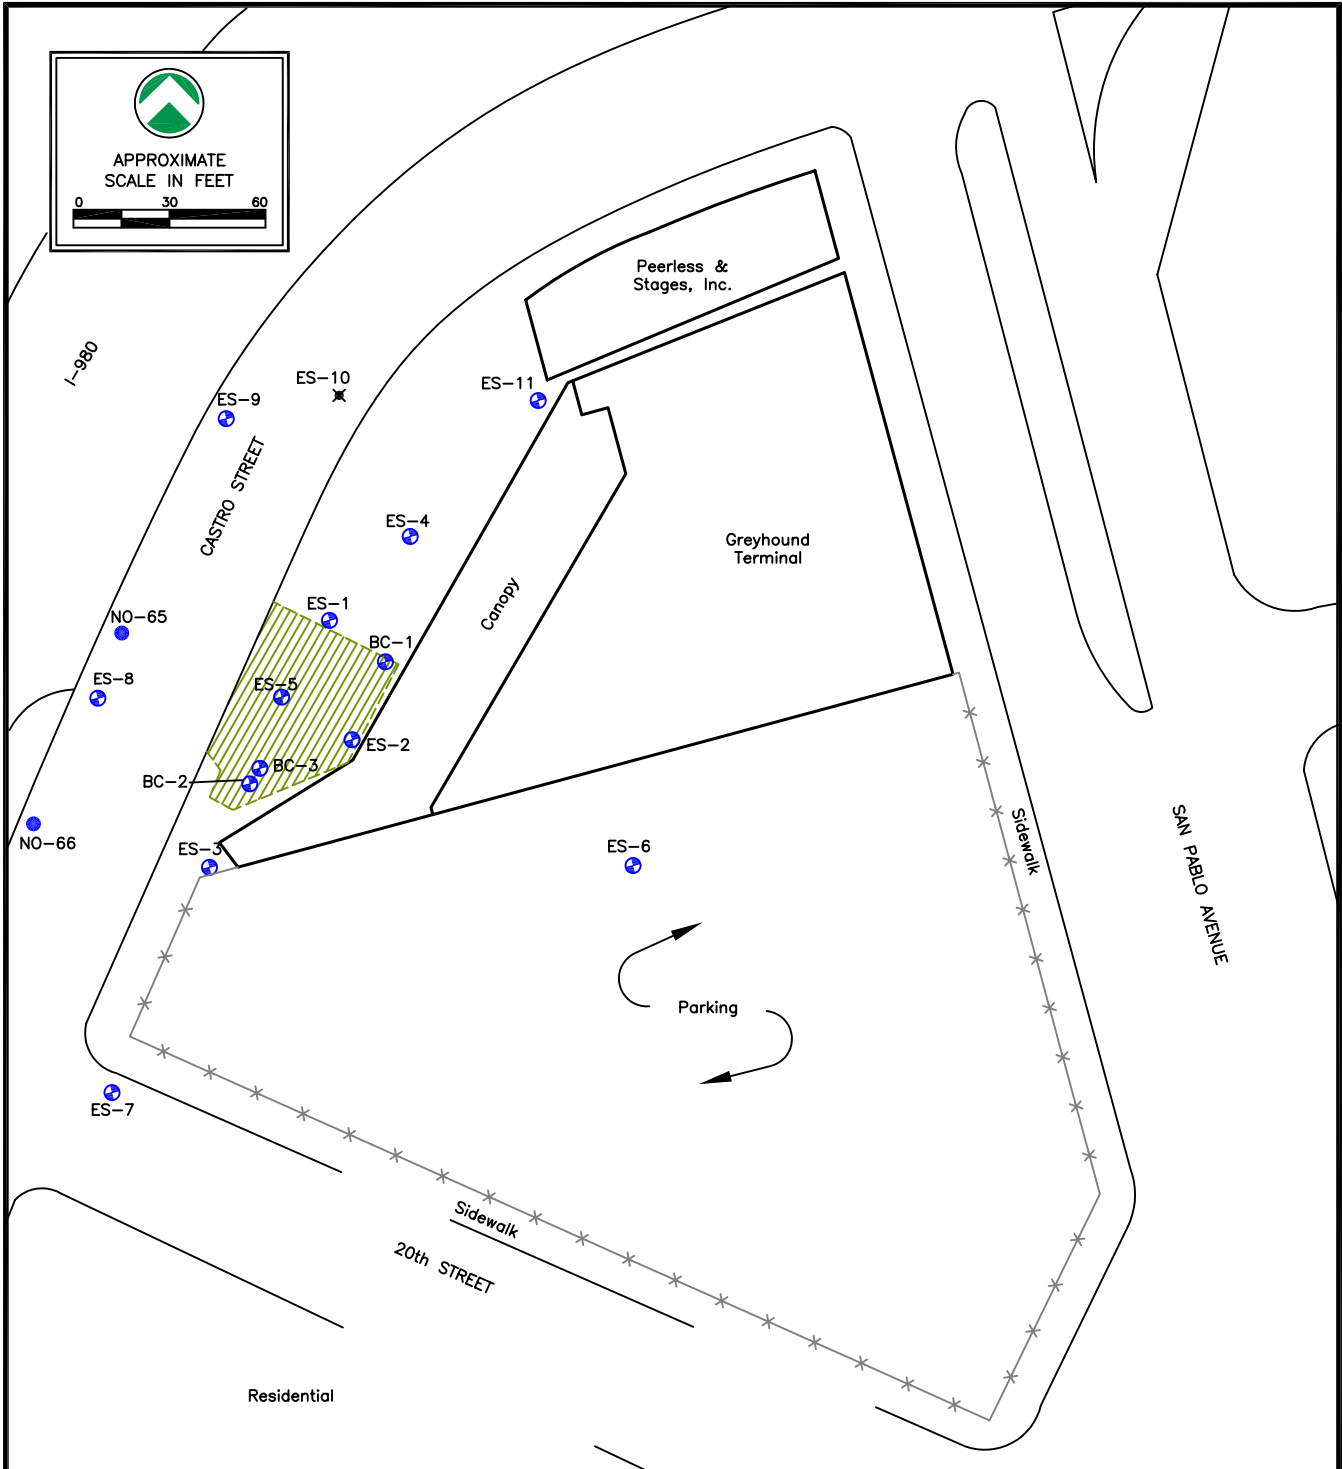 APPROXIMATE
SCALE IN FEET
0 30 60
Peerless &
Stages, Inc.
I-980
ES-10
ES-11
ES-9
CASTRO STREET
ES-4
Greyhound
Terminal
Canopy
ES-1
NO-65
BC-1
ES-8
ES-5
ES-2
BC-3
BC-2
NO-66
ES-3
ES-6
Sidewalk
SAN PABLO AVENUE
Parking
ES-7
Sidewalk
20th STREET
Residential